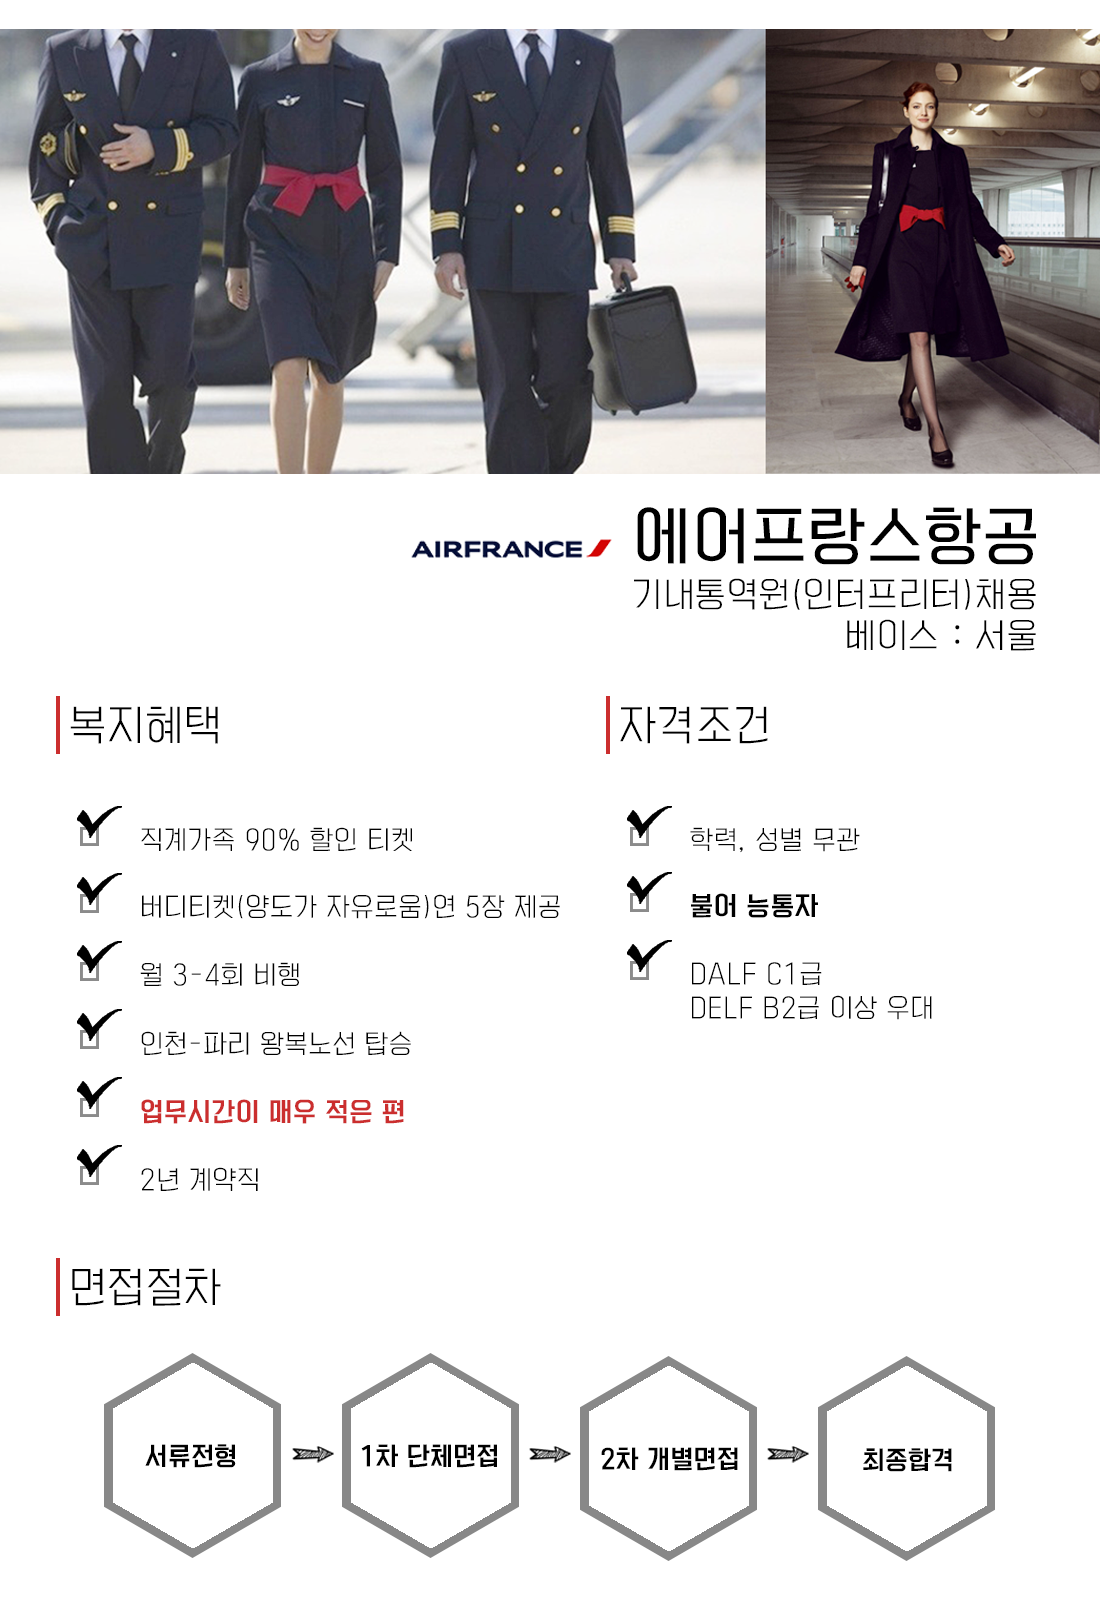 AIRFRANCE 에어프랑스항공
기내통역원(인터프리터)채용
베이스 : 서울
복지혜택
직계가족 90% 할인 티켓
버디티켓(양도가 자유로움)연 5장 제공
월 3-4회 비행
인천-파리 왕복노선 탑승
업무시간이 매우 적은 편
2년 계약직
자격조건
학력, 성별 무관
불어 능통자
DALF C1급
DELF B2급 이상 우대
면접절차
서류전형
1차 단체면접
2차 개별면접
최종합격